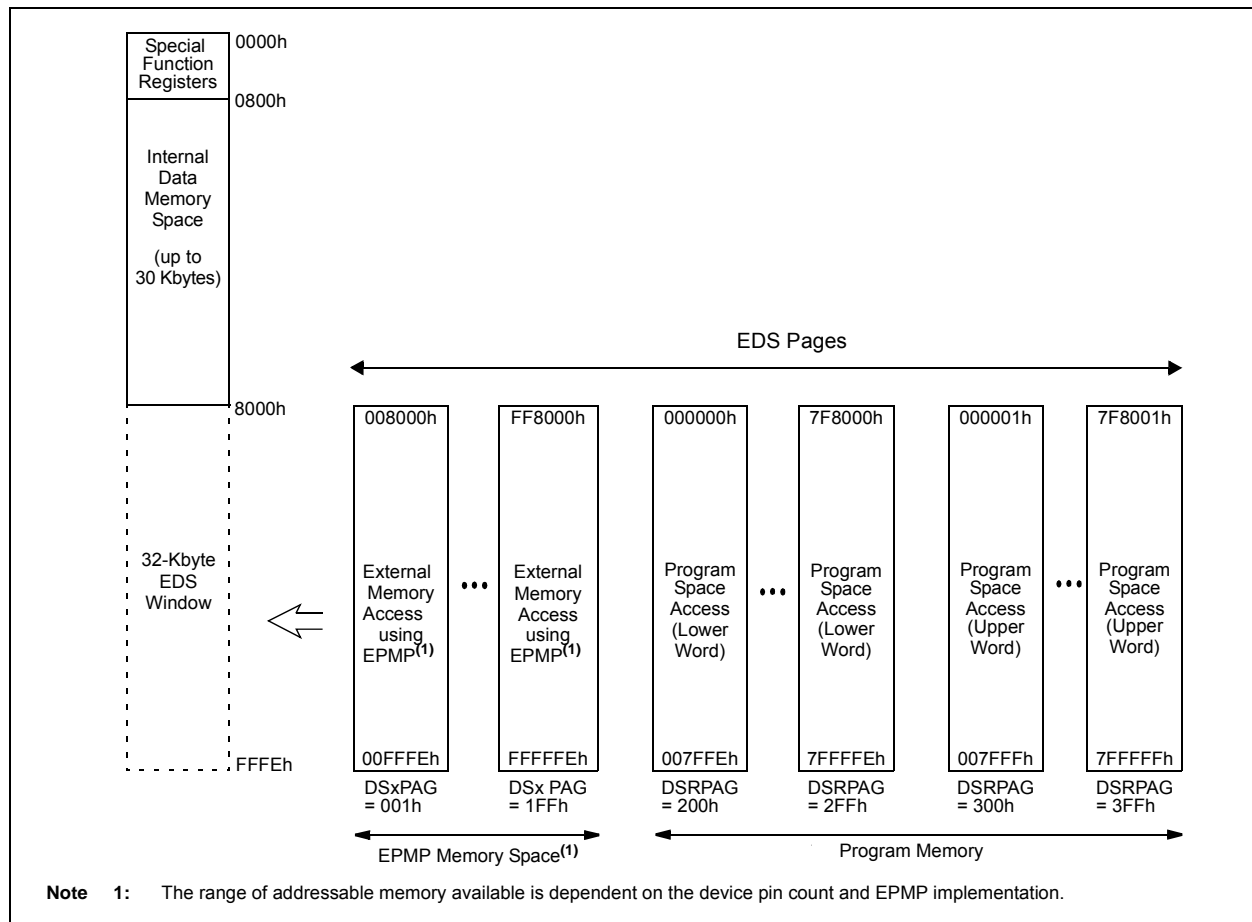 Special
Function
Registers
0000h
0800h
Internal
Data
Memory
Space
(up to
30 Kbytes)
8000h
32-Kbyte
EDS
Window
FFFEh
EDS Pages
008000h
External
Memory
Access
using
EPMP(1)
00FFFEh
DSxPAG
= 001h
•••
FF8000h
External
Memory
Access
using
EPMP(1)
FFFFFEh
DSx PAG
= 1FFh
000000h
Program
Space
Access
(Lower
Word)
007FFEh
DSRPAG
= 200h
•••
7F8000h
Program
Space
Access
(Lower
Word)
7FFFFEh
DSRPAG
= 2FFh
000001h
Program
Space
Access
(Upper
Word)
007FFFh
DSRPAG
= 300h
•••
7F8001h
Program
Space
Access
(Upper
Word)
7FFFFFh
DSRPAG
= 3FFh
EPMP Memory Space(1)
Program Memory
Note 1: The range of addressable memory available is dependent on the device pin count and EPMP implementation.